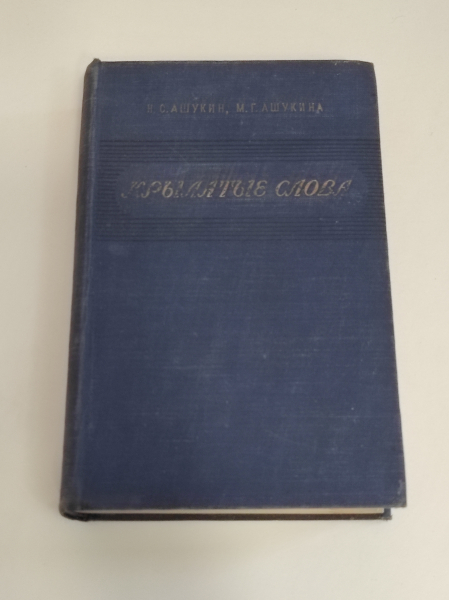 Н. С. АШУКИН, М. Г. АШУКИНА
КРЫЛАТЫЕ СЛОВА